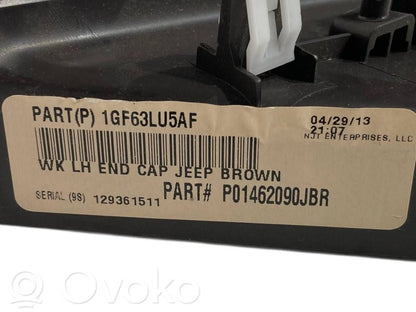 PART(P) 1GF63LU5AF
04/29/13
21:07
NJT ENTERPRISES, LLC
WK LH END CAP JEEP BROWN
SERIAL (9S) 129361511
PART# P01462090JBR
OVOKO